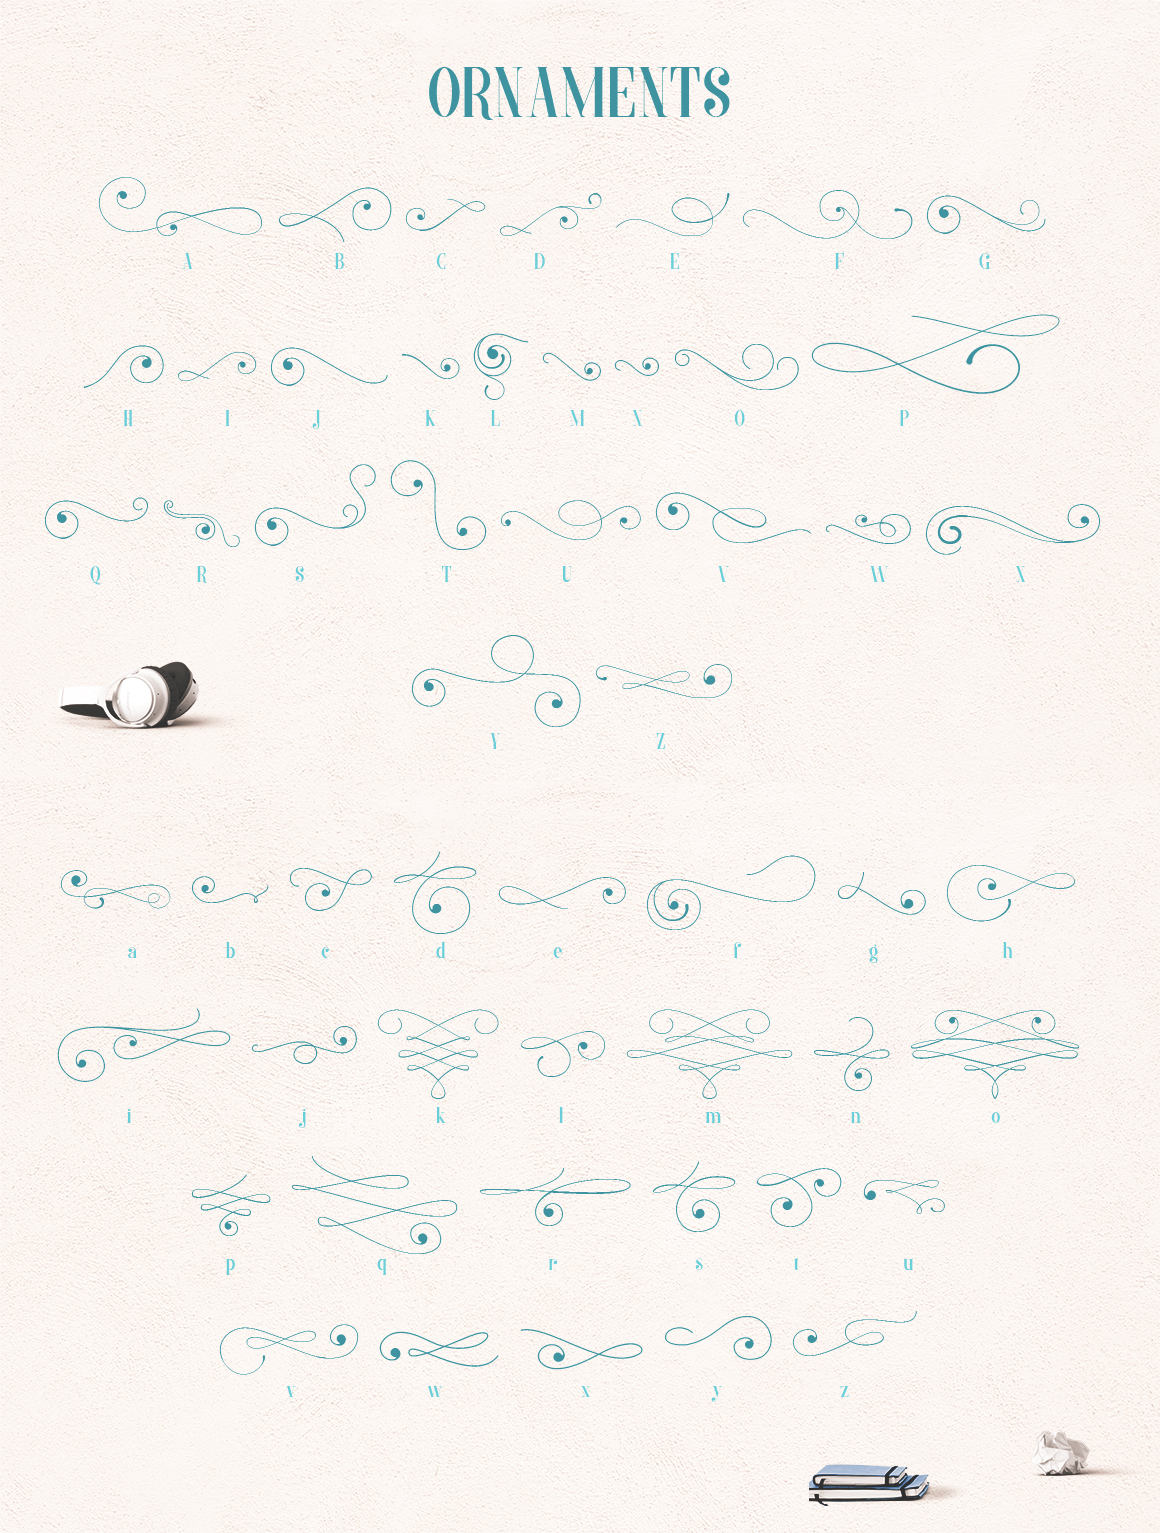 ORNAMENTS
A B C D E F G
H I J K L M N O P
Q R S T U V W X
Y Z
a b c d e f g h
i j k l m n o
p q r s t u
v w x y z